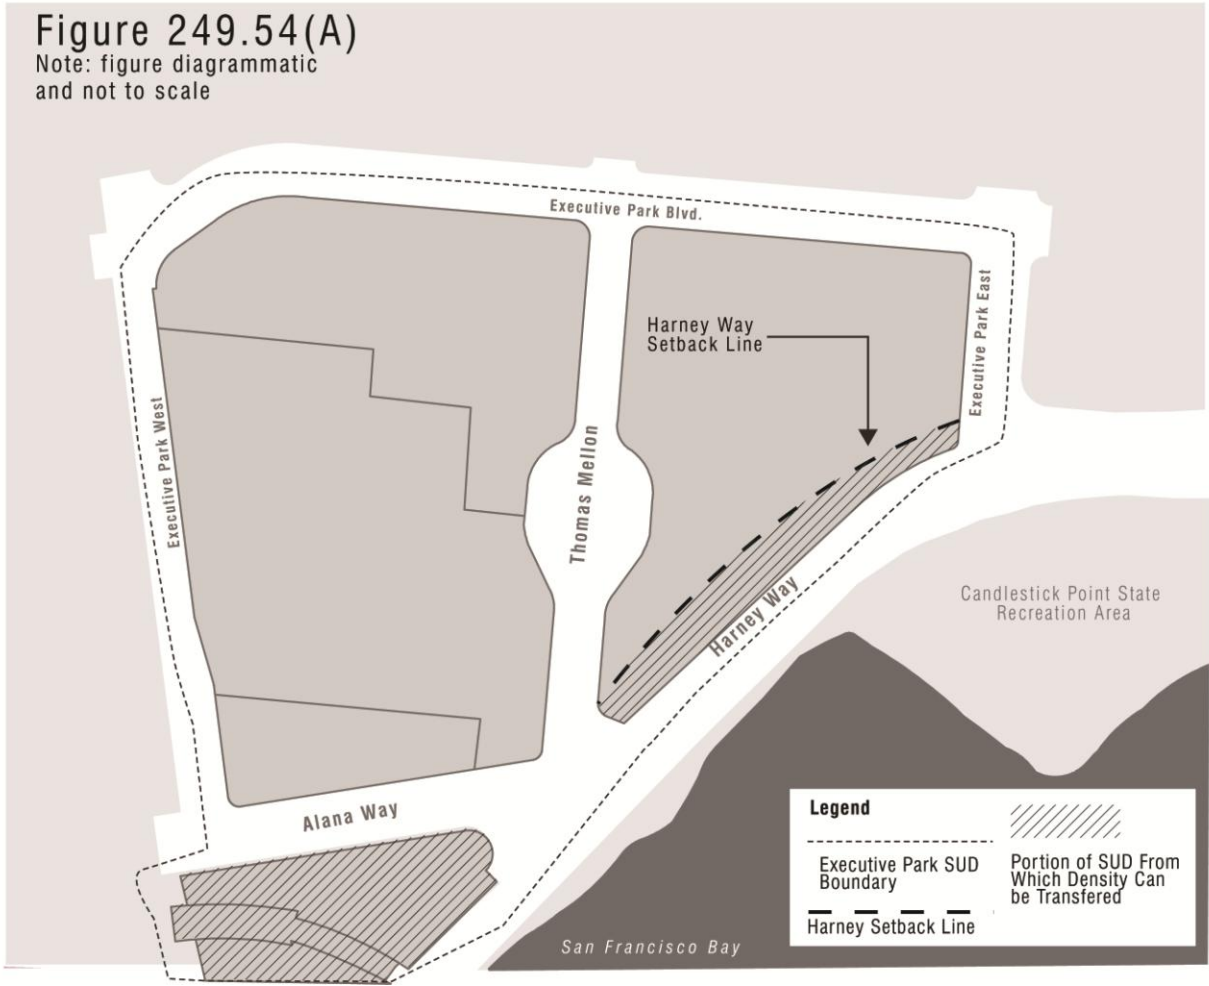 Figure 249.54(A)
Note: figure diagrammatic
and not to scale
Executive Park Blvd.
Executive Park East
Harney Way
Setback Line
Executive Park West
Thomas Mellon
Harney Way
Candlestick Point State
Recreation Area
Alana Way
San Francisco Bay
Legend
Executive Park SUD
Boundary
Harney Setback Line
Portion of SUD From
Which Density Can
be Transfered